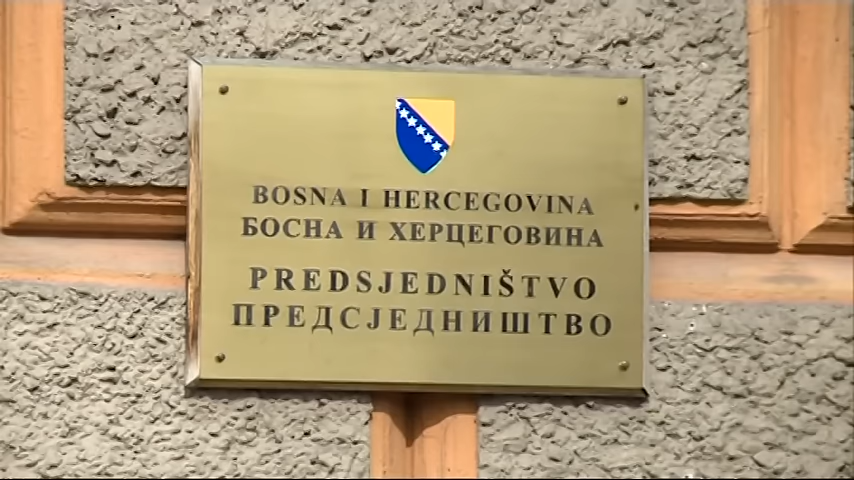 BOSNA I HERCEGOVINA
БОСНА И ХЕРЦЕГОВИНА
PREDSJEDNIŠTVO
ПРЕДСЈЕДНИШТВО